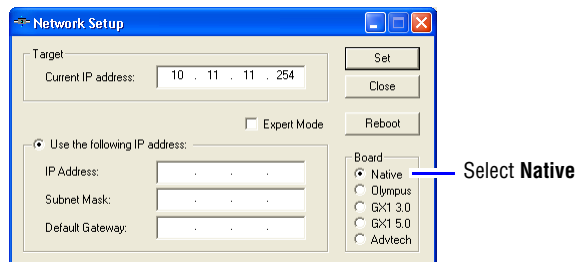 Network Setup
Target
Current IP address: 10 . 11 . 11 . 254
Set
Close
Expert Mode
Reboot
Use the following IP address:
IP Address: . . .
Subnet Mask: . . .
Default Gateway: . . .
Board
Native
Olympus
GX1 3.0
GX1 5.0
Advtech
Select Native